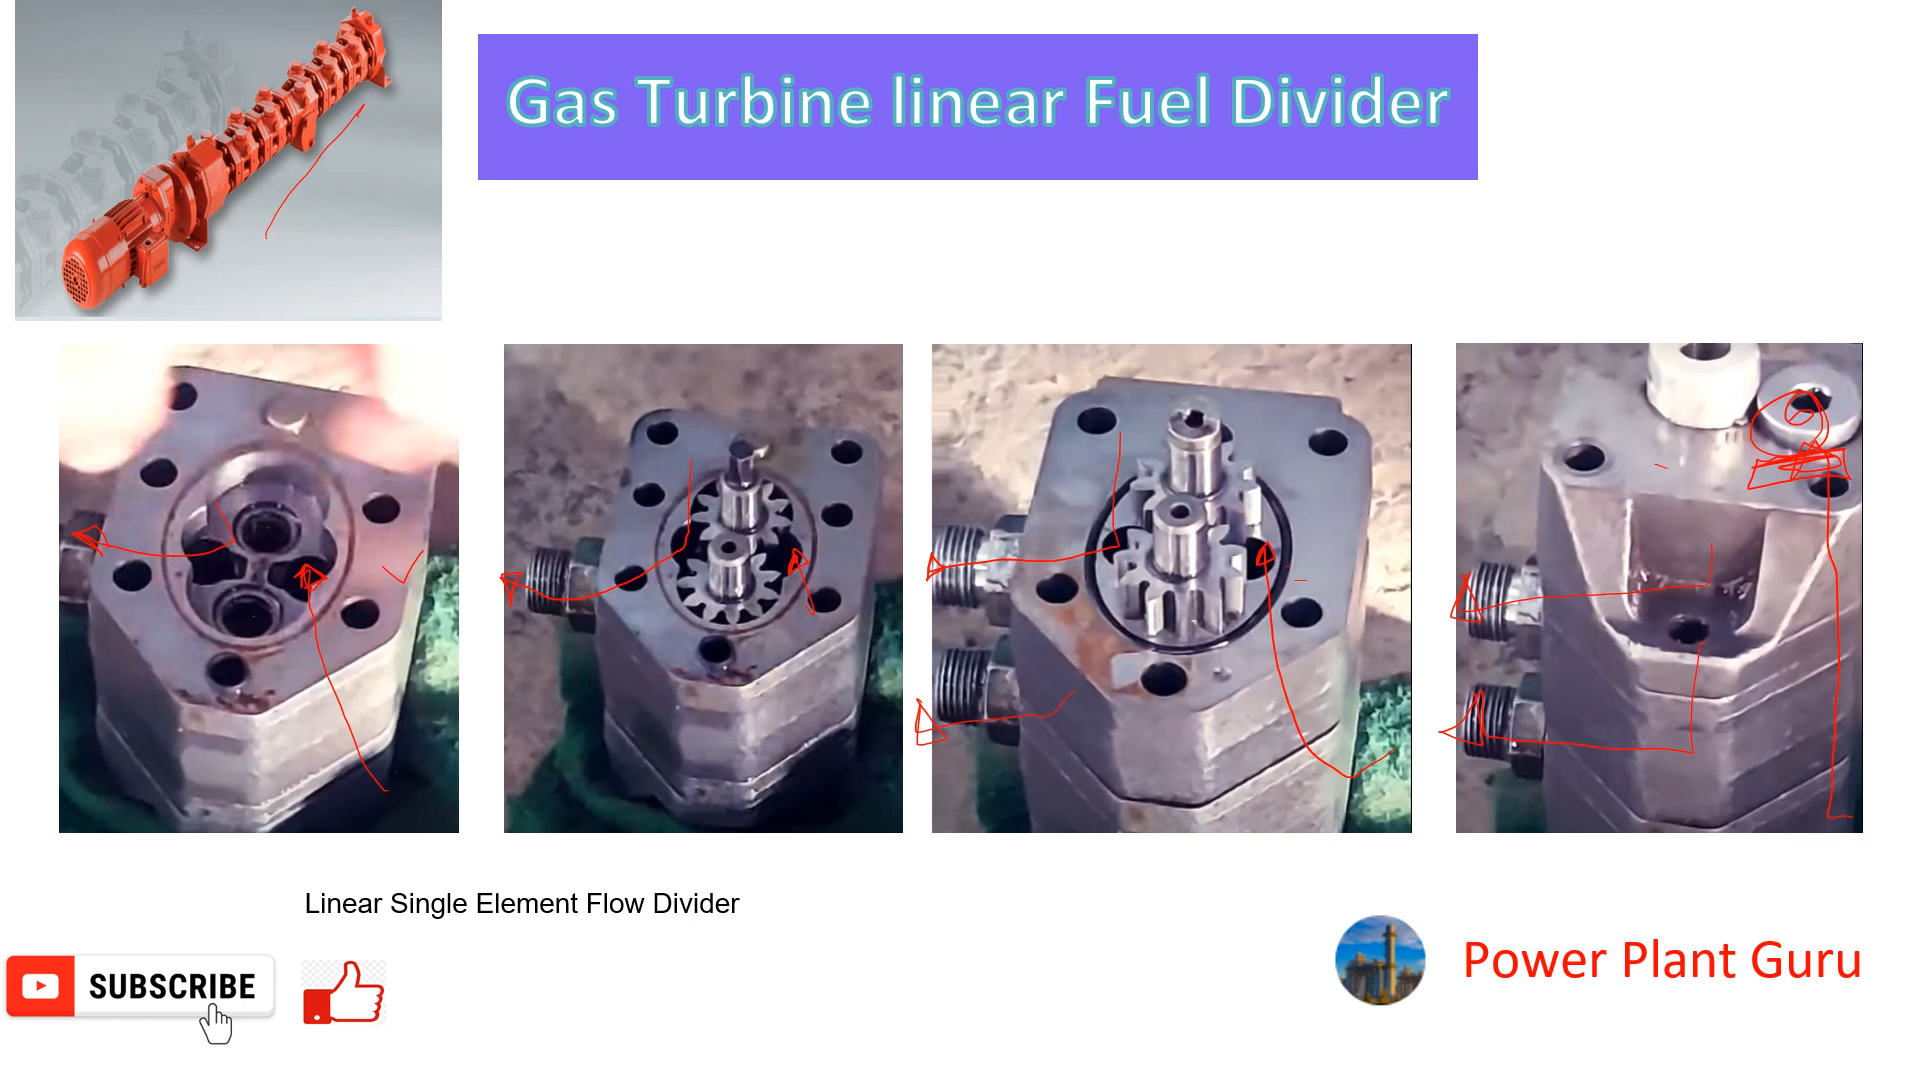 Gas Turbine linear Fuel Divider
Linear Single Element Flow Divider
SUBSCRIBE
Power Plant Guru